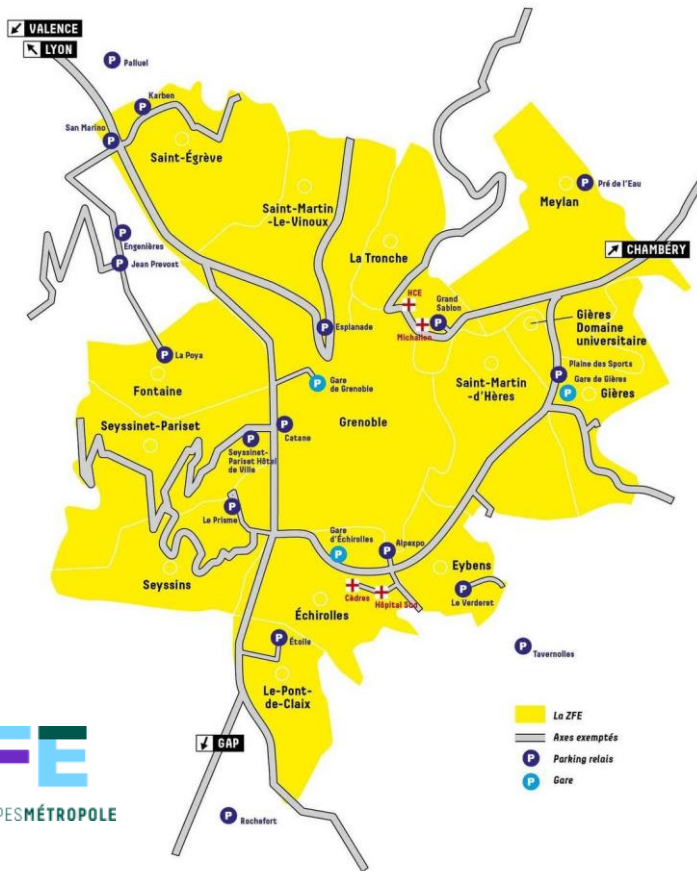 VALENCE
LYON
P Palluel
P Karben
San Marino P
Saint-Égrève
Saint-Martin
-Le-Vinoux
Meylan
P Pré de l'Eau
La Tronche
CHAMBÉRY
P Engenières
P Jean Prevost
HCE
Grand
Sablon
P
Michallon
P Esplanade
Gières
Domaine
universitaire
P La Poya
Fontaine
P Gare
de Grenoble
Saint-Martin
-d'Hères
Plaine des Sports
P
Gare de Gières
P Gières
Seyssinet-Pariset
Grenoble
P Catane
P Seyssinet-
Pariset Hôtel
de Ville
P Le Prisme
Gare
d'Échirolles
P
P Alpexpo
Seyssins
Eybens
P Le Verderet
Cèdres
Hôpital Sud
Échirolles
P Étoile
P Tavernolles
Le-Pont-
de-Claix
La ZFE
Axes exemptés
P Parking relais
P Gare
GAP
FE
PESMÉTROPOLE
P Rochefort